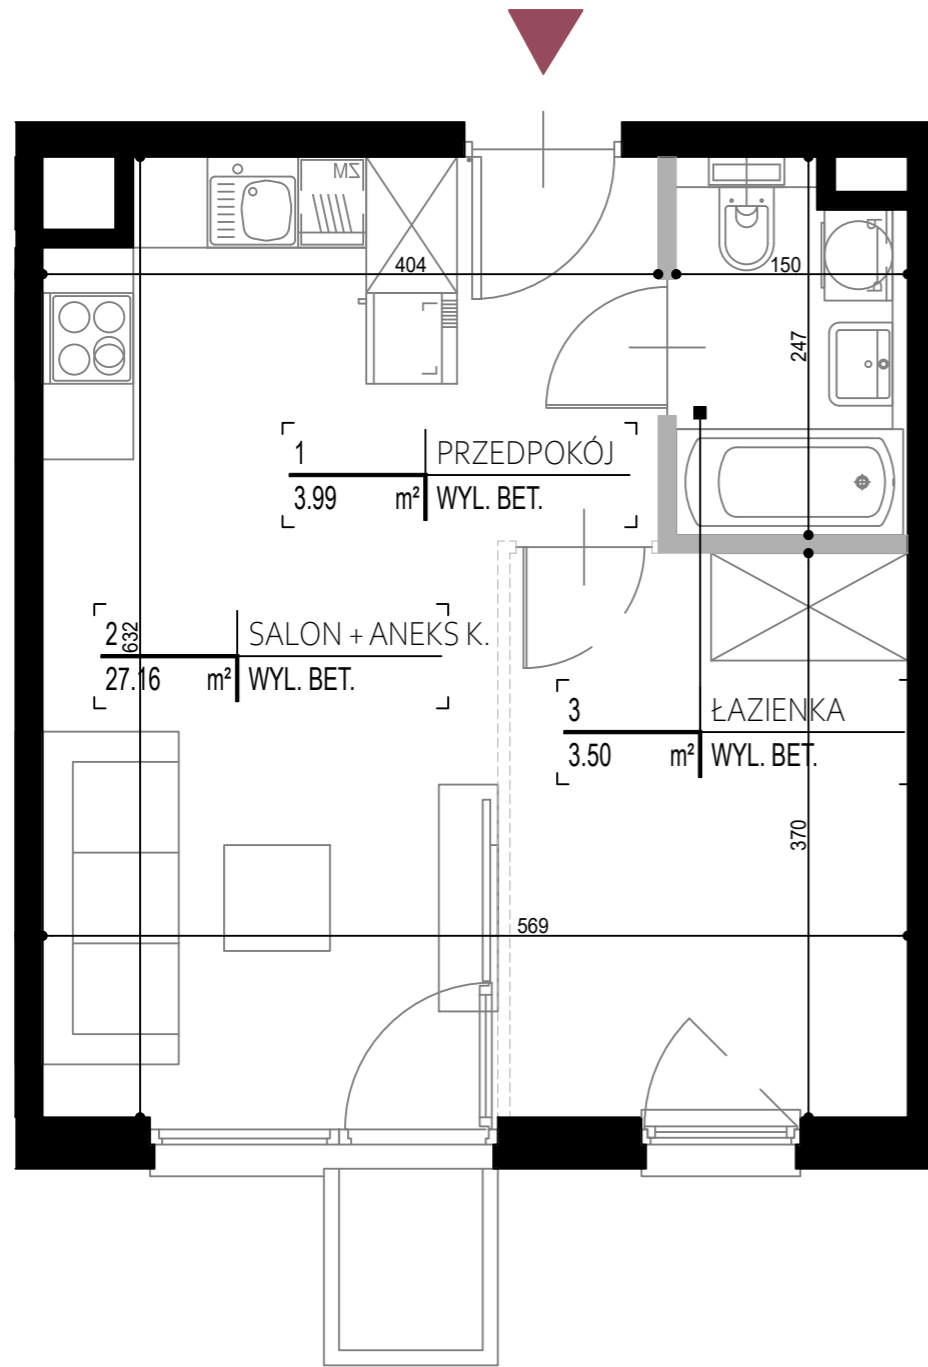 ZM
404
150
247
1 PRZEDPOKÓJ
3.99 m² WYL. BET.
2 SALON + ANEKS K.
632
27.16 m² WYL. BET.
3 ŁAZIENKA
3.50 m² WYL. BET.
370
569